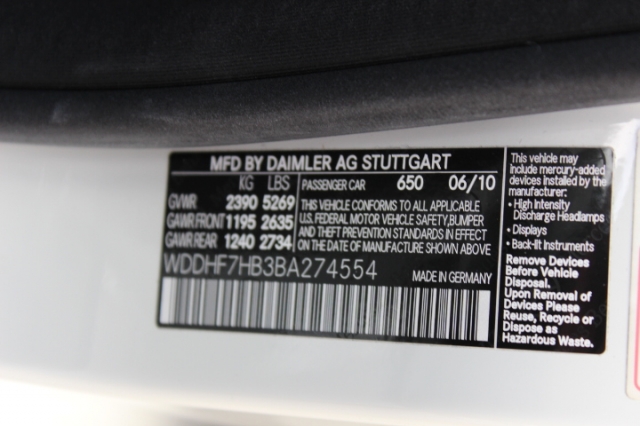 MFD BY DAIMLER AG STUTTGART
KG LBS
GVWR 2390 5269
GAWR FRONT 1195 2635
GAWR REAR 1240 2734
PASSENGER CAR 650 06/10
THIS VEHICLE CONFORMS TO ALL APPLICABLE
U.S. FEDERAL MOTOR VEHICLE SAFETY, BUMPER
AND THEFT PREVENTION STANDARDS IN EFFECT
ON THE DATE OF MANUFACTURE SHOWN ABOVE
WDDHF7HB3BA274554
MADE IN GERMANY
This vehicle may
include mercury-added
devices installed by the
manufacturer:
• High Intensity
Discharge Headlamps
• Displays
• Back-lit Instruments
Remove Devices
Before Vehicle
Disposal.
Upon Removal of
Devices Please
Reuse, Recycle or
Dispose as
Hazardous Waste.